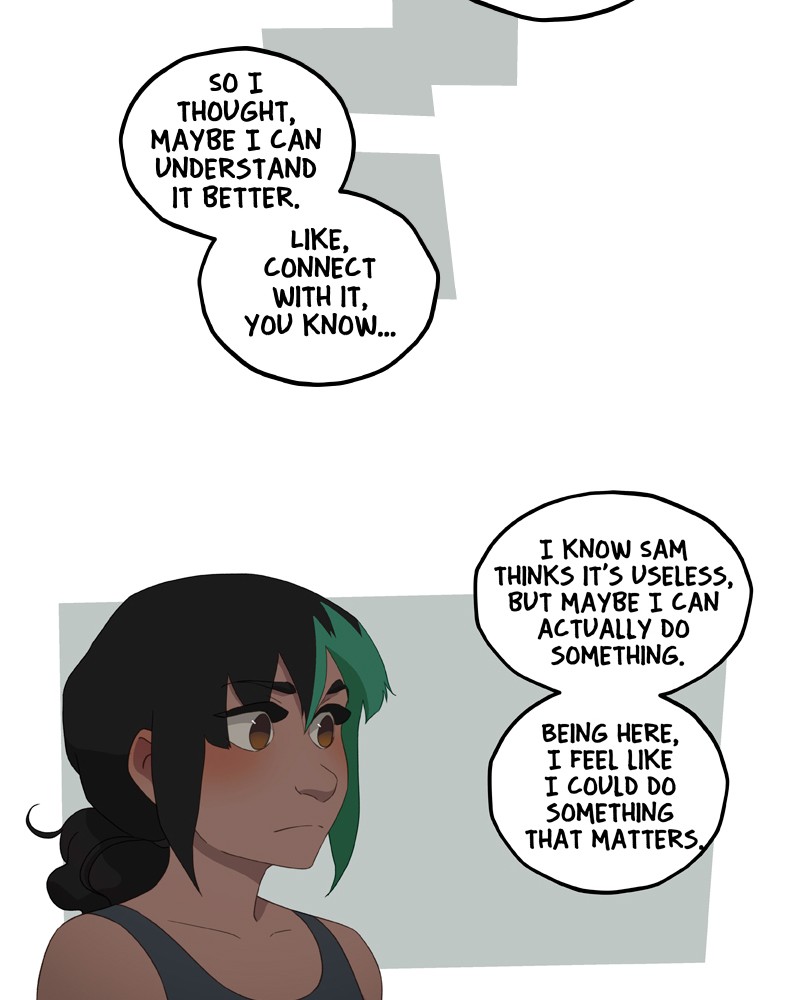 SO I
THOUGHT,
MAYBE I CAN
UNDERSTAND
IT BETTER.
LIKE,
CONNECT
WITH IT,
YOU KNOW...
I KNOW SAM
THINKS IT'S USELESS,
BUT MAYBE I CAN
ACTUALLY DO
SOMETHING.
BEING HERE,
I FEEL LIKE
I COULD DO
SOMETHING
THAT MATTERS.